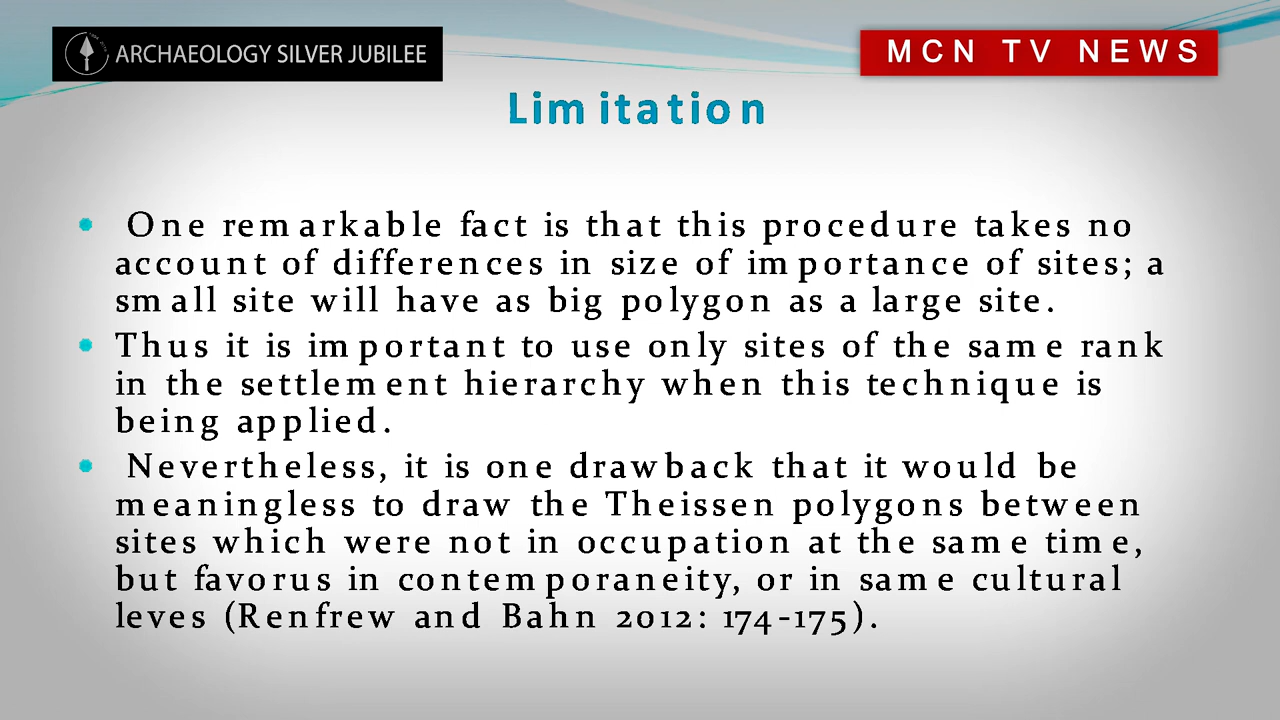 ARCHAEOLOGY SILVER JUBILEE
MCN TV NEWS
Limitation
• One remarkable fact is that this procedure takes no
account of differences in size of importance of sites; a
small site will have as big polygon as a large site.
• Thus it is important to use only sites of the same rank
in the settlement hierarchy when this technique is
being applied.
• Nevertheless, it is one drawback that it would be
meaningless to draw the Theissen polygons between
sites which were not in occupation at the same time,
but favorus in contemporaneity, or in same cultural
leves (Renfrew and Bahn 2012: 174-175).